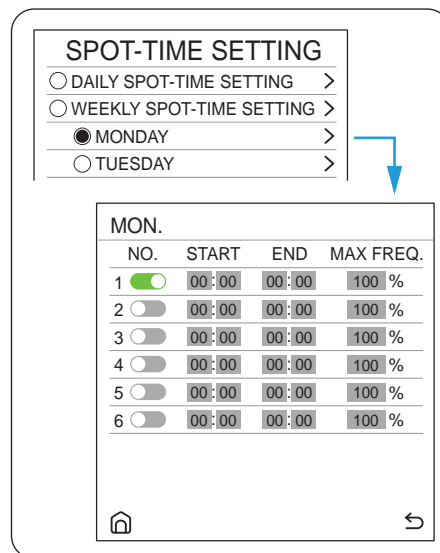 SPOT-TIME SETTING
DAILY SPOT-TIME SETTING
WEEKLY SPOT-TIME SETTING
MONDAY
TUESDAY
MON.
NO. START END MAX FREQ.
1 00:00 00:00 100 %
2 00:00 00:00 100 %
3 00:00 00:00 100 %
4 00:00 00:00 100 %
5 00:00 00:00 100 %
6 00:00 00:00 100 %